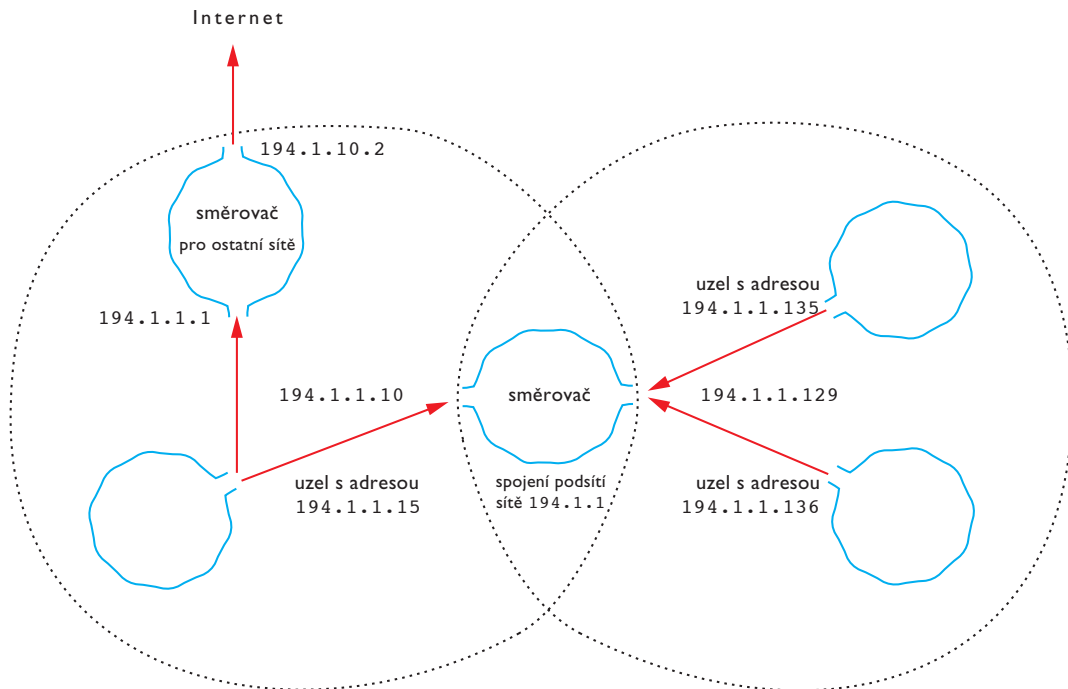 Internet
194.1.10.2
směrovač
pro ostatní sítě
194.1.1.1
194.1.1.10
uzel s adresou
194.1.1.15
směrovač
spojení podsítí
sítě 194.1.1
uzel s adresou
194.1.1.135
194.1.1.129
uzel s adresou
194.1.1.136